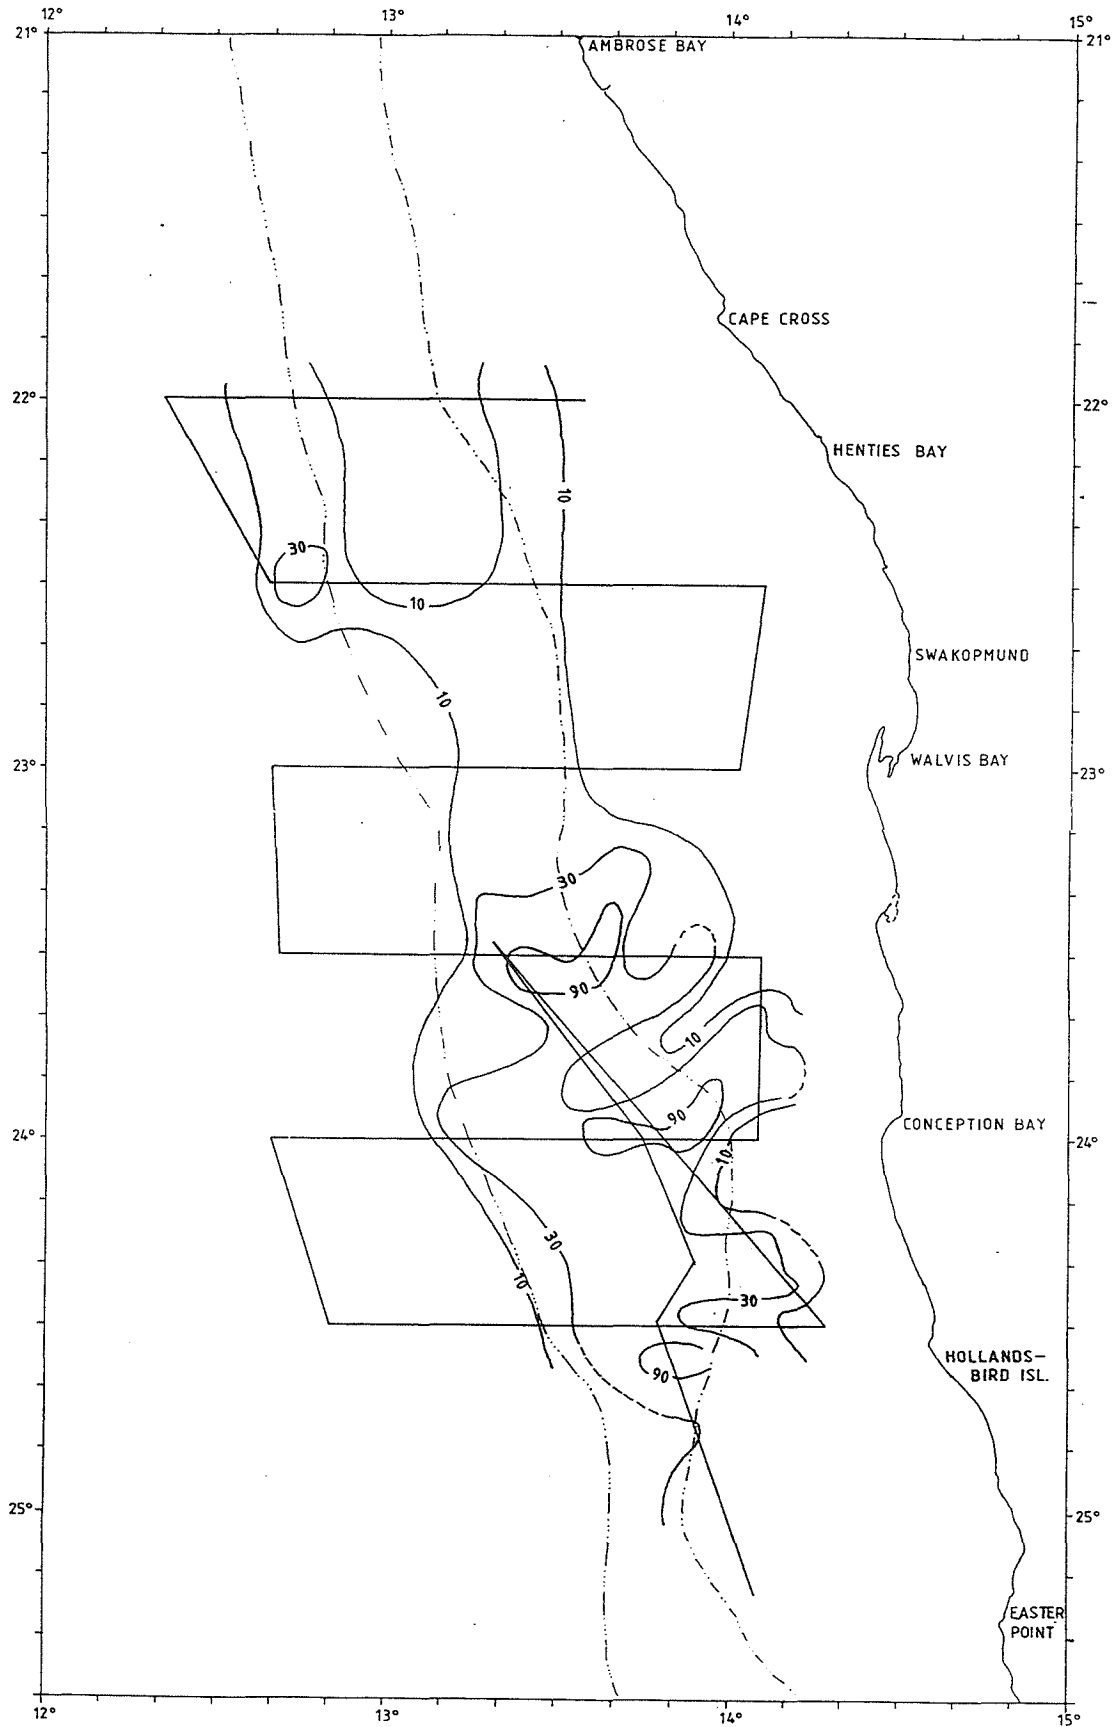 12° 13° 14° 15°
21° 21°
AMBROSE BAY
CAPE CROSS
22° 22°
HENTIES BAY
10
30
10
SWAKOPMUND
10
WALVIS BAY
23° 23°
30
90
10
90
CONCEPTION BAY
24° 24°
10
30
10
30
HOLLANDS-
BIRD ISL.
90
25° 25°
EASTER
POINT
12° 13° 14° 15°